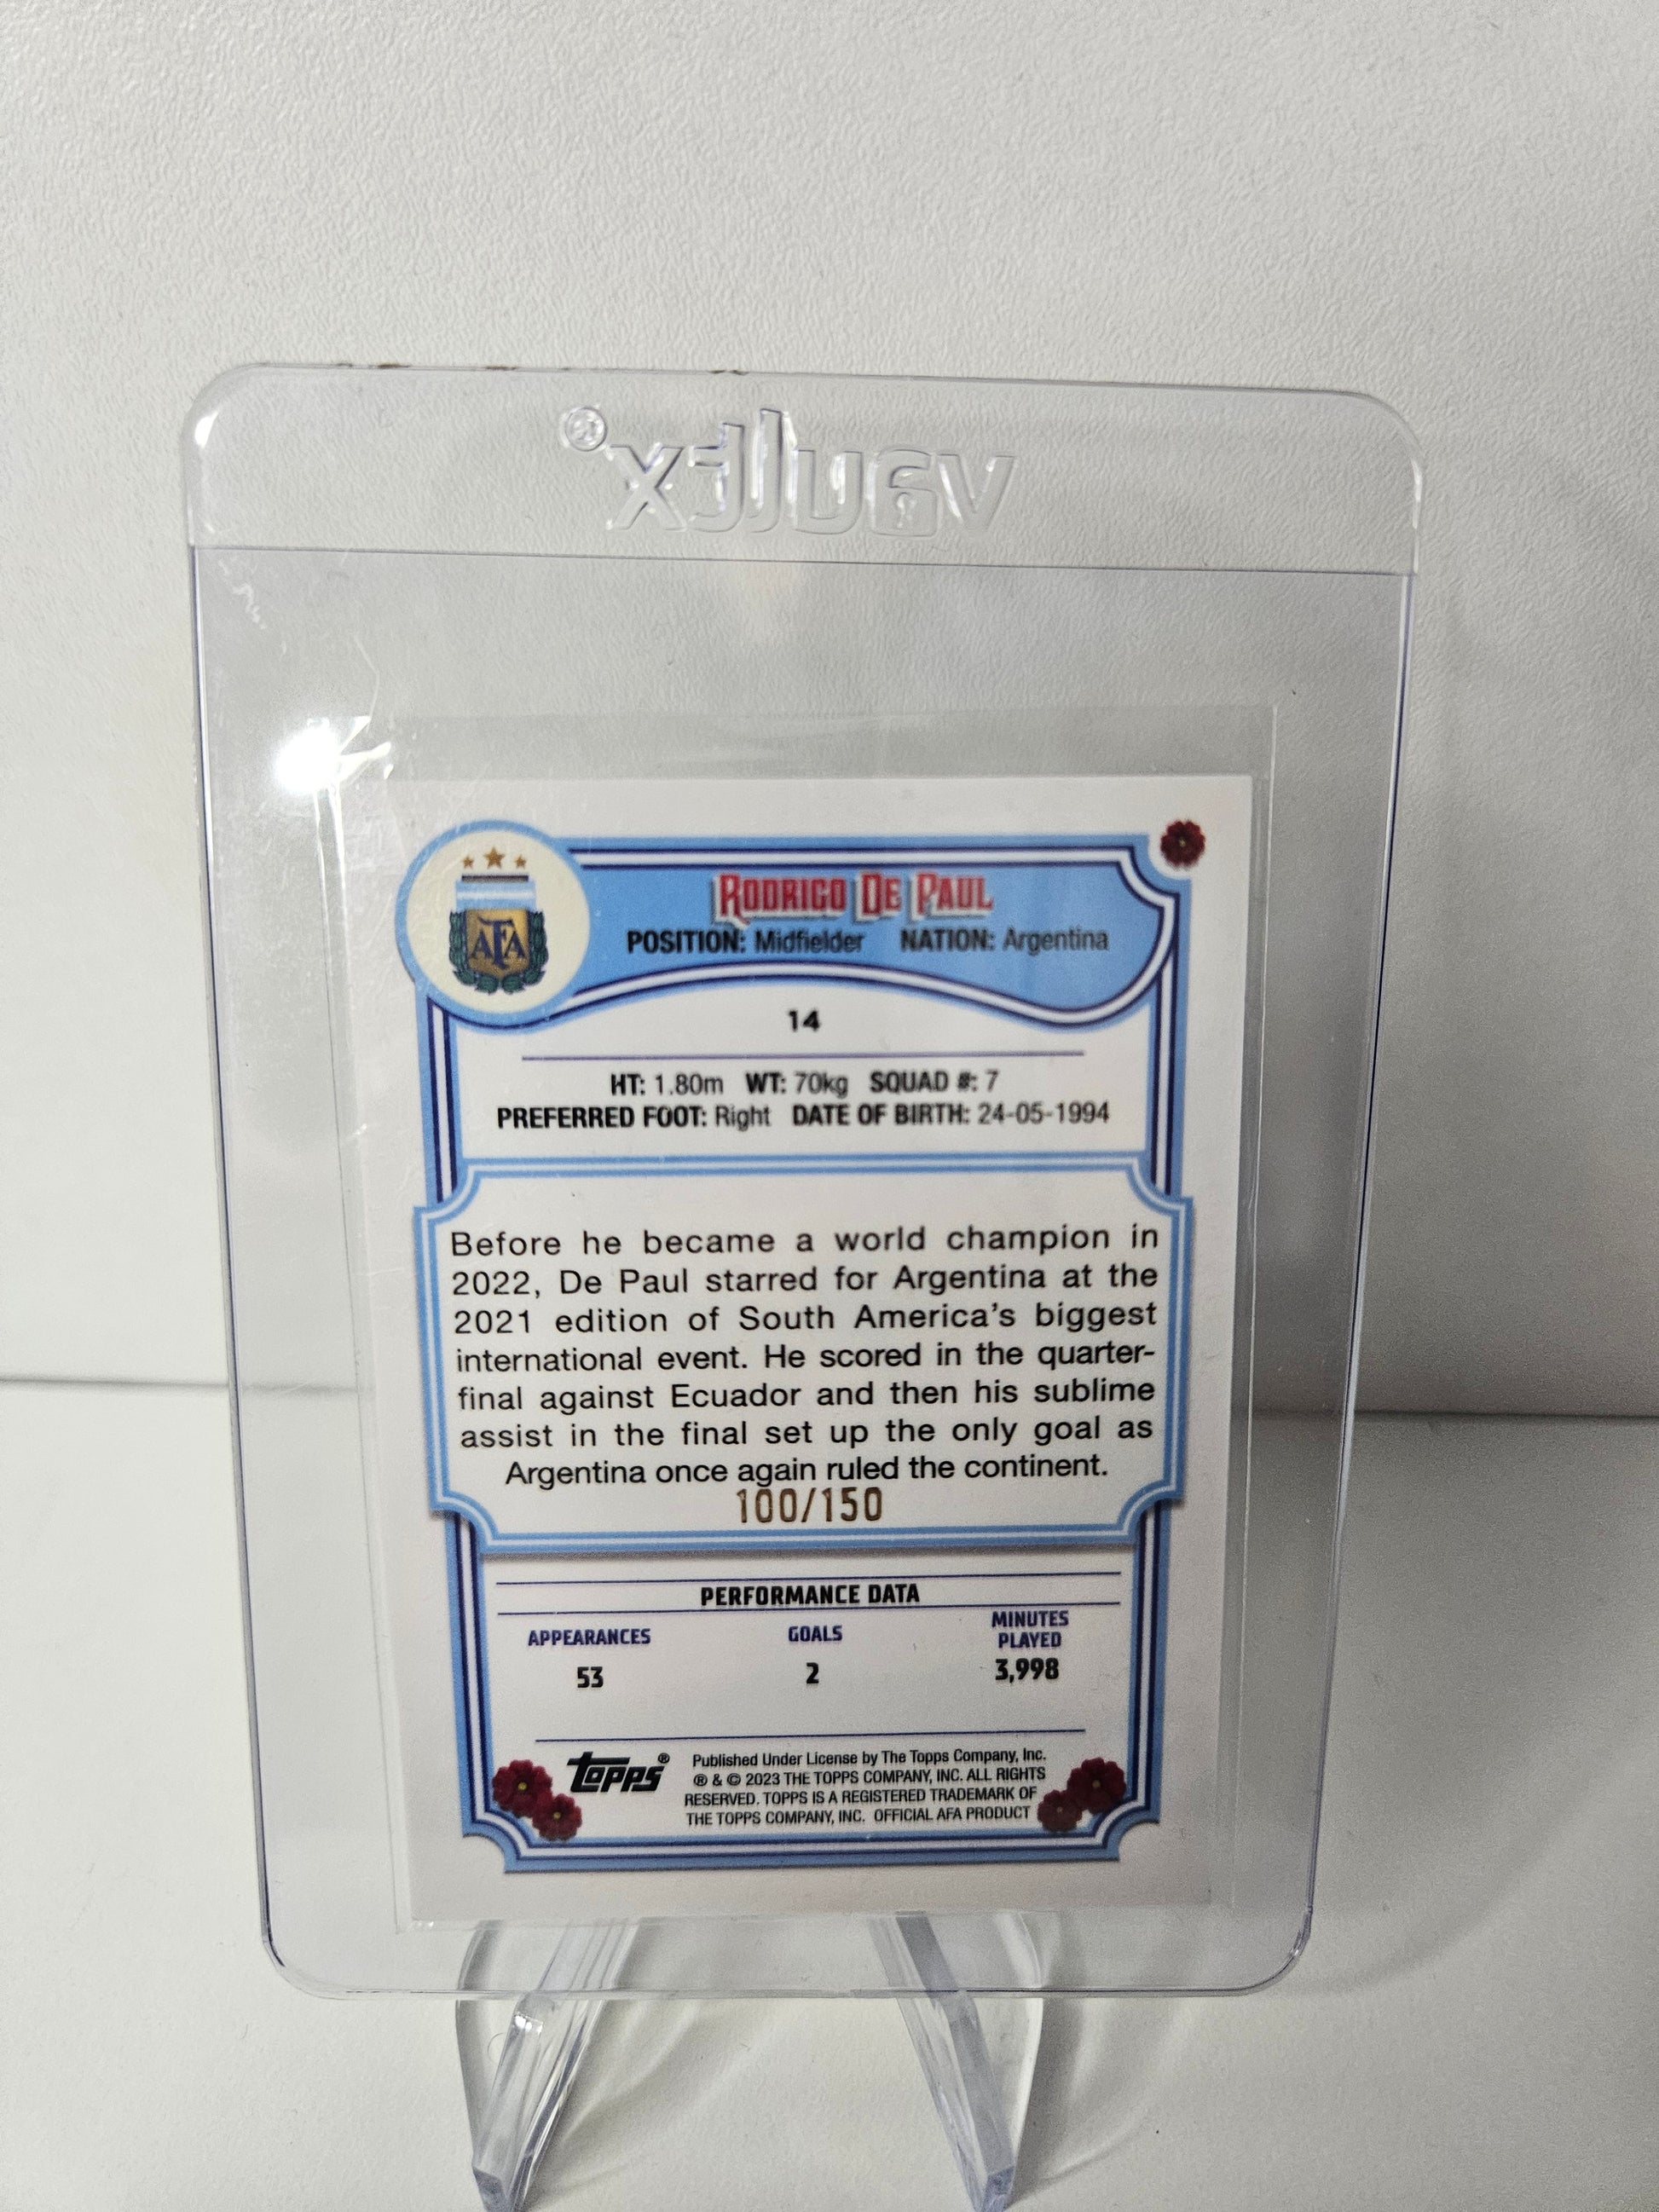 vaultx®
AFA
RODRIGO DE PAUL
POSITION: Midfielder NATION: Argentina
14
HT: 1.80m WT: 70kg SQUAD #: 7
PREFERRED FOOT: Right DATE OF BIRTH: 24-05-1994
Before he became a world champion in
2022, De Paul starred for Argentina at the
2021 edition of South America's biggest
international event. He scored in the quarter-
final against Ecuador and then his sublime
assist in the final set up the only goal as
Argentina once again ruled the continent.
100/150
PERFORMANCE DATA
APPEARANCES GOALS MINUTES PLAYED
53 2 3,998
topps®
Published Under License by The Topps Company, Inc.
® & © 2023 THE TOPPS COMPANY, INC. ALL RIGHTS
RESERVED. TOPPS IS A REGISTERED TRADEMARK OF
THE TOPPS COMPANY, INC. OFFICIAL AFA PRODUCT